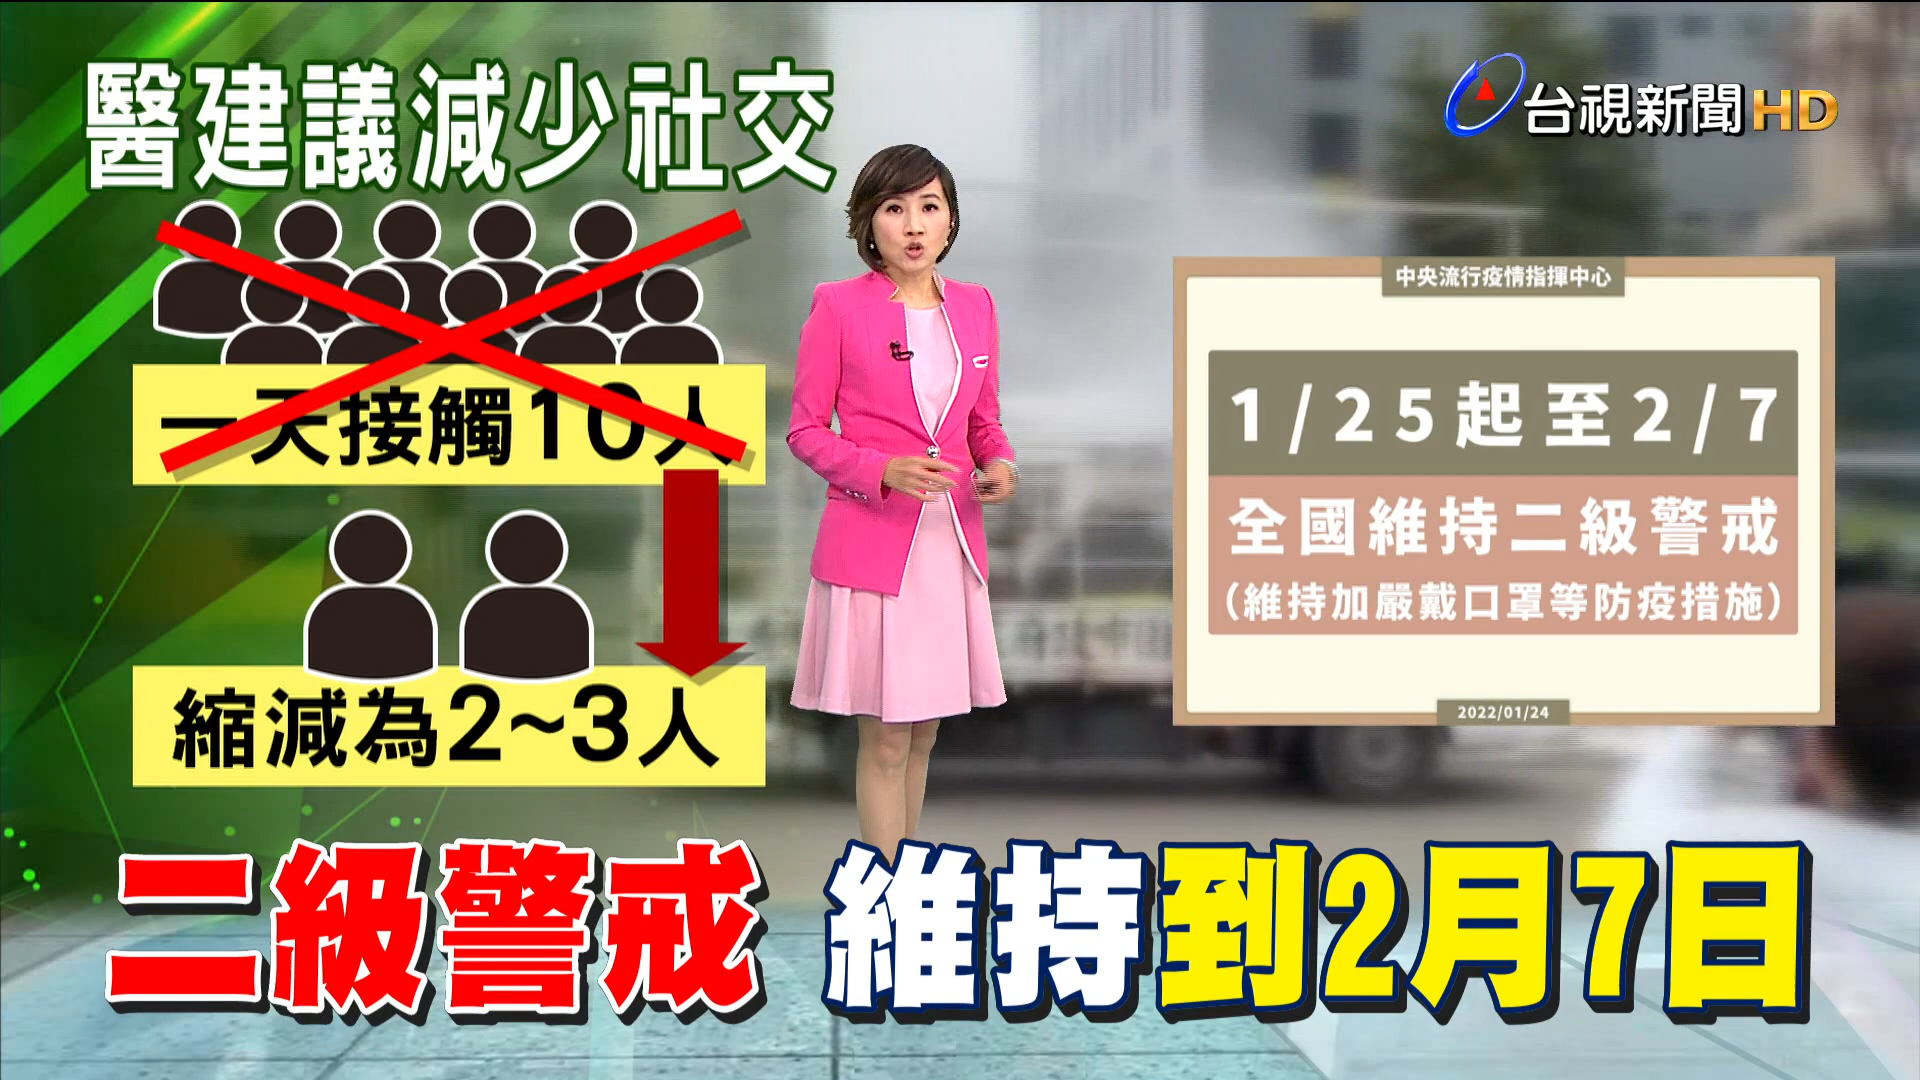 醫建議減少社交
台視新聞HD
一天接觸10人
縮減為2~3人
中央流行疫情指揮中心
1/25起至2/7
全國維持二級警戒
(維持加嚴戴口罩等防疫措施)
2022/01/24
二級警戒 維持到2月7日